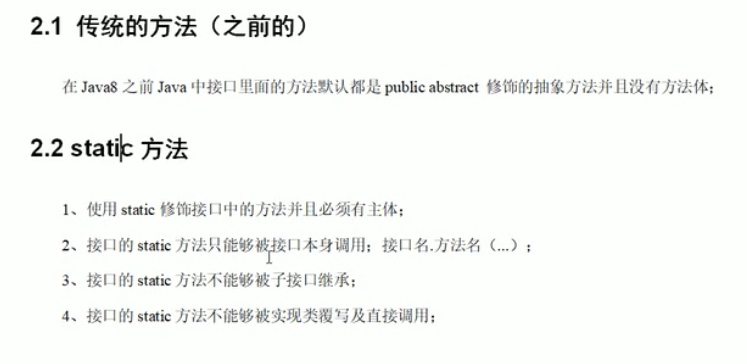 2.1 传统的方法（之前的）
在 Java8 之前 Java 中接口里面的方法默认都是 public abstract 修饰的抽象方法并且没有方法体；
2.2 static 方法
1、使用 static 修饰接口中的方法并且必须有主体；
2、接口的 static 方法只能够被接口本身调用；接口名.方法名（...）；
3、接口的 static 方法不能够被子接口继承；
4、接口的 static 方法不能够被实现类覆写及直接调用；